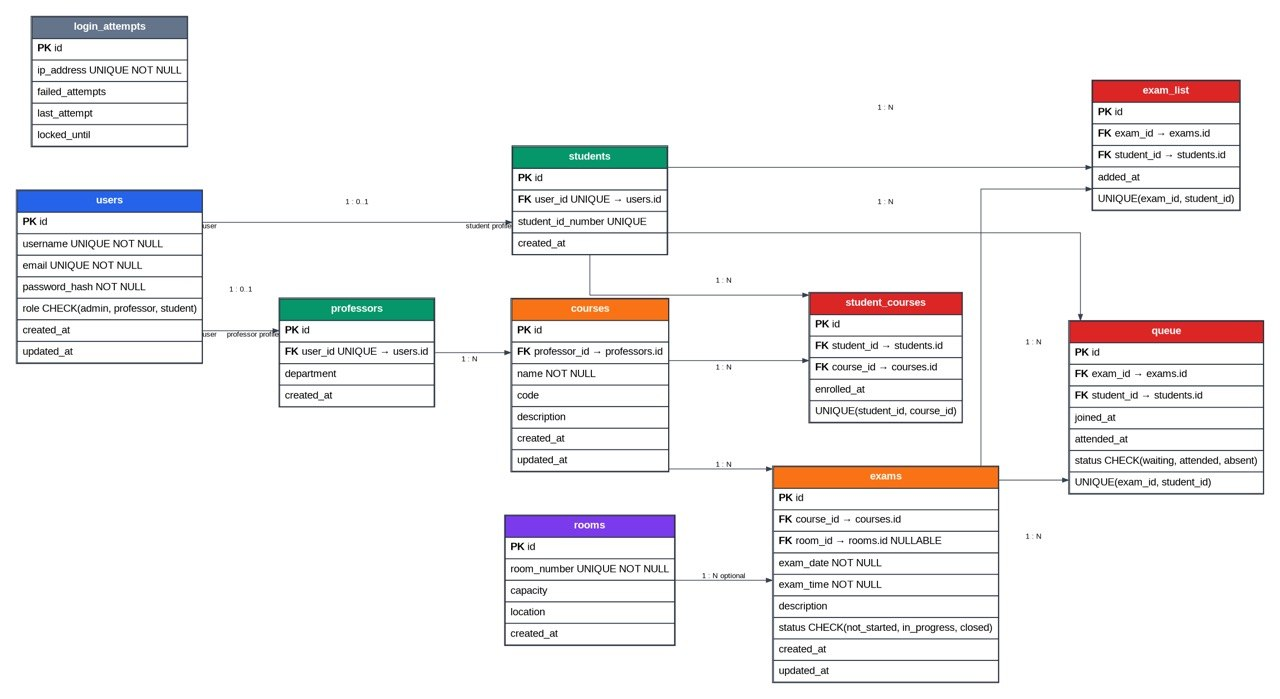 login_attempts
PK id
ip_address UNIQUE NOT NULL
failed_attempts
last_attempt
locked_until
users
PK id
username UNIQUE NOT NULL
email UNIQUE NOT NULL
password_hash NOT NULL
role CHECK(admin, professor, student)
created_at
updated_at
1 : 0..1
user
student profile
1 : 0..1
user
professor profile
professors
PK id
FK user_id UNIQUE → users.id
department
created_at
1 : N
students
PK id
FK user_id UNIQUE → users.id
student_id_number UNIQUE
created_at
courses
PK id
FK professor_id → professors.id
name NOT NULL
code
description
created_at
updated_at
rooms
PK id
room_number UNIQUE NOT NULL
capacity
location
created_at
1 : N
1 : N
1 : N
1 : N optional
student_courses
PK id
FK student_id → students.id
FK course_id → courses.id
enrolled_at
UNIQUE(student_id, course_id)
exams
PK id
FK course_id → courses.id
FK room_id → rooms.id NULLABLE
exam_date NOT NULL
exam_time NOT NULL
description
status CHECK(not_started, in_progress, closed)
created_at
updated_at
1 : N
1 : N
1 : N
1 : N
exam_list
PK id
FK exam_id → exams.id
FK student_id → students.id
added_at
UNIQUE(exam_id, student_id)
queue
PK id
FK exam_id → exams.id
FK student_id → students.id
joined_at
attended_at
status CHECK(waiting, attended, absent)
UNIQUE(exam_id, student_id)